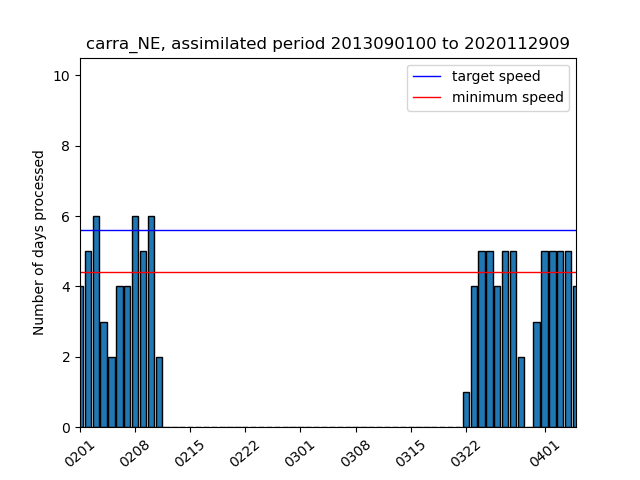 carra_NE, assimilated period 2013090100 to 2020112909
target speed
minimum speed
Number of days processed
10
8
6
4
2
0
0201 0208 0215 0222 0301 0308 0315 0322 0401